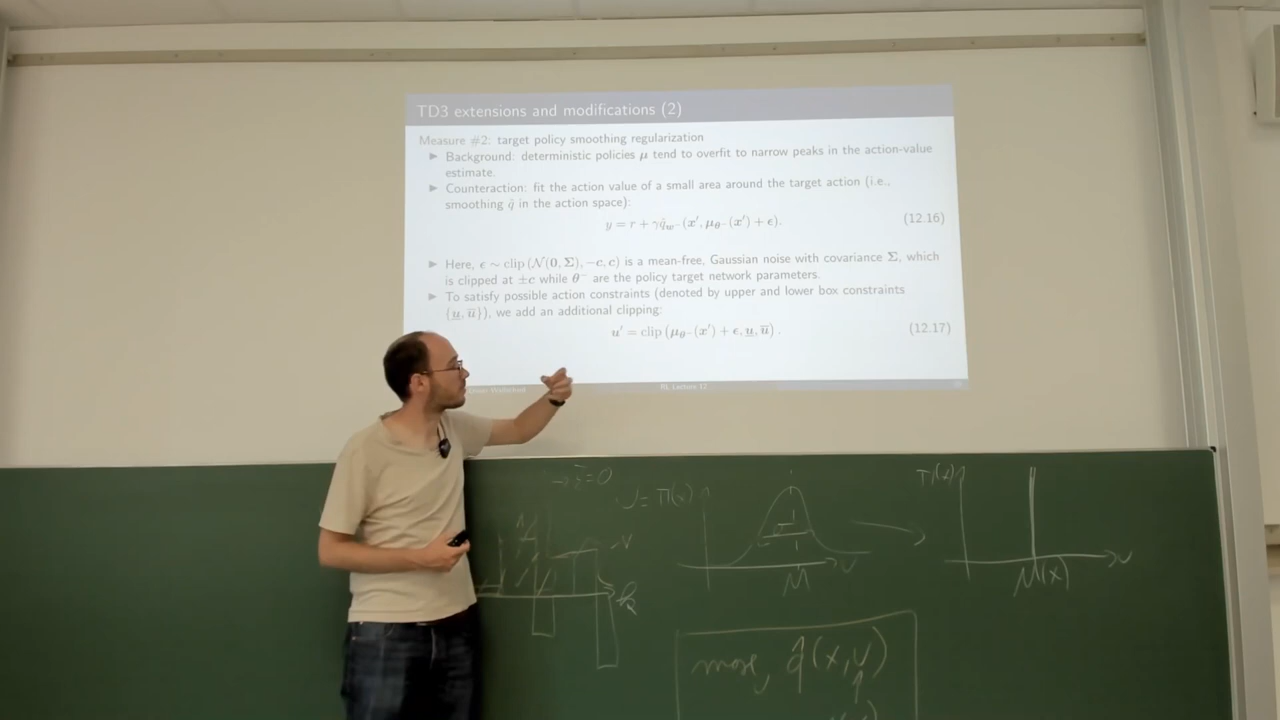 TD3 extensions and modifications (2)
Measure #2: target policy smoothing regularization
▶ Background: deterministic policies μ tend to overfit to narrow peaks in the action-value
estimate.
▶ Counteraction: fit the action value of a small area around the target action (i.e.,
smoothing q̂ in the action space):
y = r + γq̂_w⁻(x′, μ_θ⁻(x′) + ε). (12.16)
▶ Here, ε ∼ clip (𝒩(0, Σ), −c, c) is a mean-free, Gaussian noise with covariance Σ, which
is clipped at ±c while θ⁻ are the policy target network parameters.
▶ To satisfy possible action constraints (denoted by upper and lower box constraints
{u̲, u̅}), we add an additional clipping:
u′ = clip (μ_θ⁻(x′) + ε, u̲, u̅) . (12.17)
RL Lecture 12
U = Π(x)
M
U
Π(x)
M(x)
U
k
q̂(x,u)